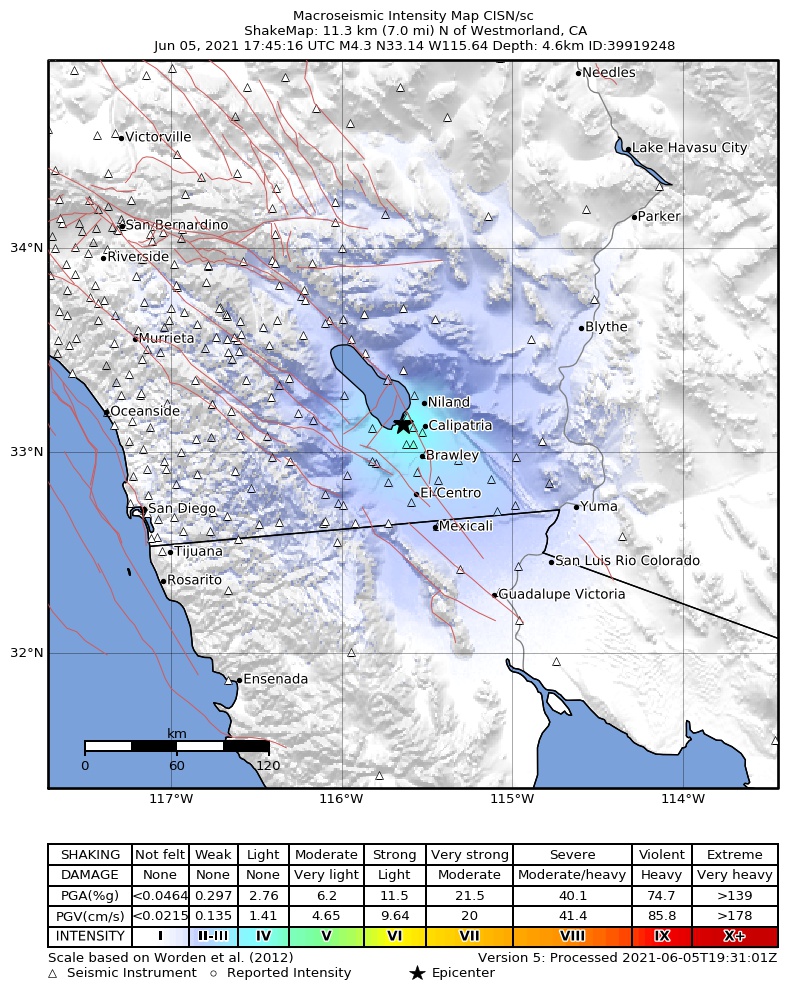 Macroseismic Intensity Map CISN/sc
ShakeMap: 11.3 km (7.0 mi) N of Westmorland, CA
Jun 05, 2021 17:45:16 UTC M4.3 N33.14 W115.64 Depth: 4.6km ID:39919248
Needles
Victorville
Lake Havasu City
Parker
San Bernardino
34°N
Riverside
Blythe
Murrieta
Niland
Oceanside
Calipatria
33°N
Brawley
El Centro
San Diego
Yuma
Mexicali
Tijuana
San Luis Rio Colorado
Rosarito
Guadalupe Victoria
32°N
Ensenada
km
0 60 120
117°W 116°W 115°W 114°W
SHAKING Not felt Weak Light Moderate Strong Very strong Severe Violent Extreme
DAMAGE None None None Very light Light Moderate Moderate/heavy Heavy Very heavy
PGA(%g) <0.0464 0.297 2.76 6.2 11.5 21.5 40.1 74.7 >139
PGV(cm/s) <0.0215 0.135 1.41 4.65 9.64 20 41.4 85.8 >178
INTENSITY I II-III IV V VI VII VIII IX X+
Scale based on Worden et al. (2012) Version 5: Processed 2021-06-05T19:31:01Z
△ Seismic Instrument ○ Reported Intensity ★ Epicenter